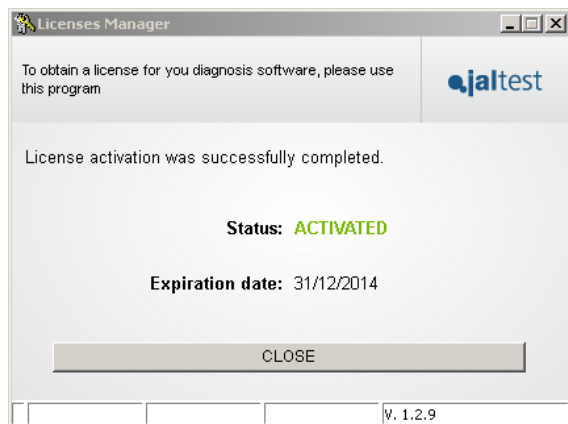 Licenses Manager
To obtain a license for you diagnosis software, please use
this program
jaltest
License activation was successfully completed.
Status: ACTIVATED
Expiration date: 31/12/2014
CLOSE
V. 1.2.9